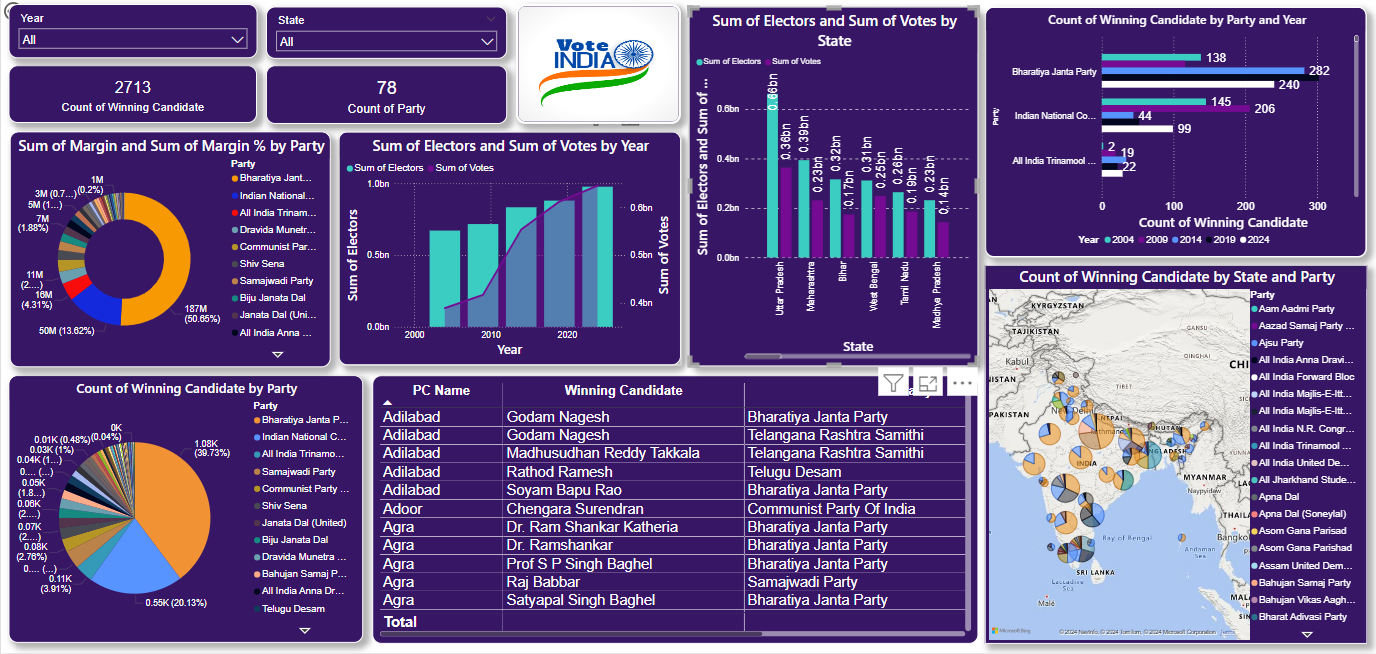 Year
All
State
All
2713
Count of Winning Candidate
78
Count of Party
Vote
INDIA
Sum of Margin and Sum of Margin % by Party
1M
(0.2%)
3M (0.7...)
5M (1...)
7M
(1.88%)
11M
(2....)
16M
(4.31%)
50M (13.62%)
187M
(50.65%)
Party
Bharatiya Jant...
Indian National...
All India Trinam...
Dravida Munetr...
Communist Par...
Shiv Sena
Samajwadi Party
Biju Janata Dal
Janata Dal (Uni...
All India Anna ...
Sum of Electors and Sum of Votes by Year
Sum of Electors
Sum of Votes
1.0bn
0.5bn
0.0bn
0.6bn
0.5bn
0.4bn
Sum of Electors
Sum of Votes
2000
2010
2020
Year
Sum of Electors and Sum of Votes by
State
Sum of Electors
Sum of Votes
Sum of Electors and Sum of ...
0.6bn
0.4bn
0.2bn
0.0bn
0.66bn
0.36bn
0.39bn
0.23bn
0.32bn
0.17bn
0.31bn
0.25bn
0.26bn
0.19bn
0.23bn
0.14bn
Uttar Pradesh
Maharashtra
Bihar
West Bengal
Tamil Nadu
Madhya Pradesh
State
Count of Winning Candidate by Party and Year
Party
Bharatiya Janta Party
Indian National Co...
All India Trinamool ...
138
282
240
145
206
44
99
2
19
22
0
100
200
300
Count of Winning Candidate
Year
2004
2009
2014
2019
2024
Count of Winning Candidate by Party
0K
(0.04%)
0.01K (0.48%)
0.03K (1%)
0.04K (1...)
0.... (...)
0.05K
(1.8...)
0.06K
(2....)
0.07K
(2....)
0.08K
(2.76%)
0.... (...)
0.11K
(3.91%)
0.55K (20.13%)
1.08K
(39.73%)
Party
Bharatiya Janta P...
Indian National C...
All India Trinamo...
Samajwadi Party
Communist Party ...
Shiv Sena
Janata Dal (United)
Biju Janata Dal
Dravida Munetra ...
Bahujan Samaj P...
All India Anna Dr...
Telugu Desam
PC Name Winning Candidate
Adilabad Godam Nagesh Bharatiya Janta Party
Adilabad Godam Nagesh Telangana Rashtra Samithi
Adilabad Madhusudhan Reddy Takkala Telangana Rashtra Samithi
Adilabad Rathod Ramesh Telugu Desam
Adilabad Soyam Bapu Rao Bharatiya Janta Party
Adoor Chengara Surendran Communist Party Of India
Agra Dr. Ram Shankar Katheria Bharatiya Janta Party
Agra Dr. Ramshankar Bharatiya Janta Party
Agra Prof S P Singh Baghel Bharatiya Janta Party
Agra Raj Babbar Samajwadi Party
Agra Satyapal Singh Baghel Bharatiya Janta Party
Total
Count of Winning Candidate by State and Party
KYRGYZSTAN
TAJIKISTAN
GANSU
QINGHAI
CHI
Kabul
NISTAN
TIBET
PAKISTAN
New Delhi
NEPAL
Kathmandu
BHUTAN
INDIA
BANGLADESH
YUNNA
MYANMAR
Naypyidaw
LAO
THAILA
Bangko
Bay of Bengal
Andaman
Sea
SRI LANKA
Laccadive
Sea
Male
MALA
SIN
Microsoft Bing
© 2024 NavInfo, © 2024 TomTom, © 2024 Microsoft Corporation Terms
Party
Aam Aadmi Party
Aazad Samaj Party ...
Ajsu Party
All India Anna Dravi...
All India Forward Bloc
All India Majlis-E-Itt...
All India Majlis-E-Itt...
All India N.R. Congr...
All India Trinamool ...
All India United De...
All Jharkhand Stude...
Apna Dal
Apna Dal (Soneylal)
Asom Gana Parisad
Asom Gana Parishad
Assam United Dem...
Bahujan Samaj Party
Bahujan Vikas Aagh...
Bharat Adivasi Party